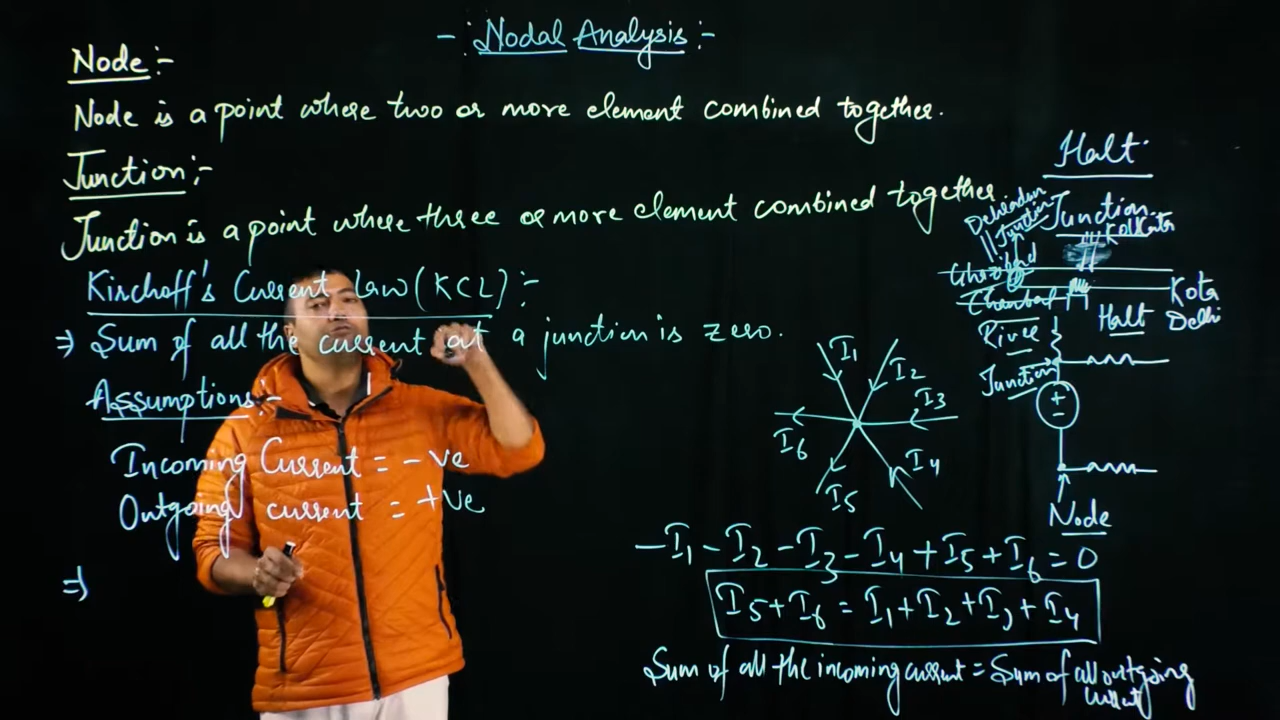 -: Nodal Analysis :-
Node :-
Node is a point where two or more element combined together.
Junction :-
Junction is a point where three or more element combined together
Kirchoff's Current Law (KCL) :-
⇒ Sum of all the current at a junction is zero.
Assumptions :-
Incoming Current = -ve
Outgoing current = +ve
⇒
I1
I2
I3
I4
I5
I6
-I1 - I2 - I3 - I4 + I5 + I6 = 0
I5 + I6 = I1 + I2 + I3 + I4
Sum of all the incoming current = Sum of all outgoing
current
Halt
Junction
Junction
Kolkata
Kota
Delhi
Halt
River
Junction
+
-
Node